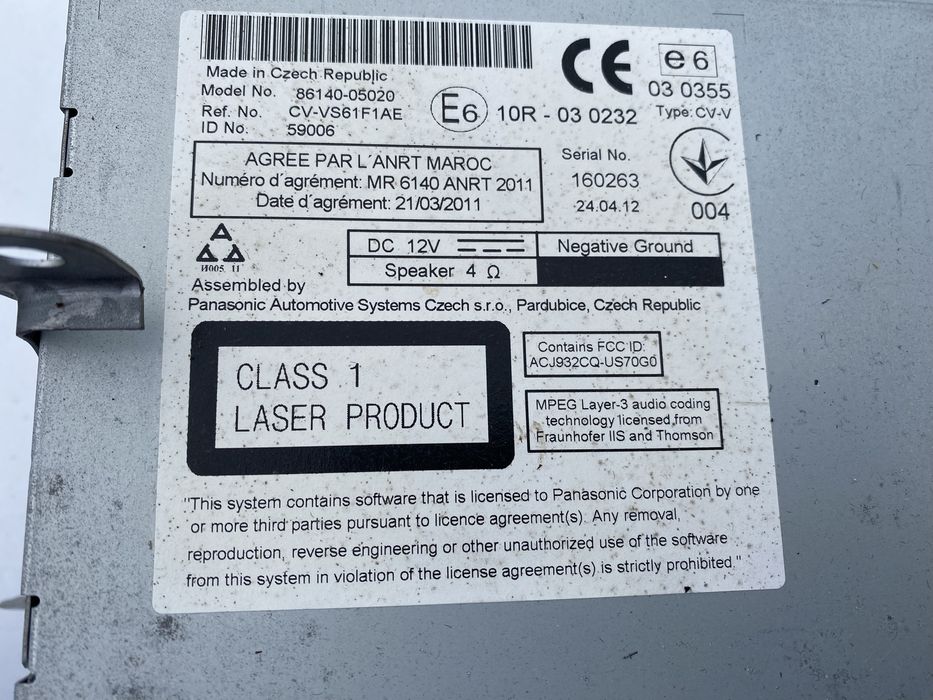 Made in Czech Republic
Model No. 86140-05020
Ref. No. CV-VS61F1AE
ID No. 59006
E6 10R - 03 0232
CE
e6
03 0355
Type: CV-V
AGREE PAR L´ANRT MAROC
Numéro d´agrément: MR 6140 ANRT 2011
Date d´agrément: 21/03/2011
Serial No.
160263
24.04.12
004
И005. 11
DC 12V
Negative Ground
Speaker 4 Ω
Assembled by
Panasonic Automotive Systems Czech s.r.o., Pardubice, Czech Republic
CLASS 1
LASER PRODUCT
Contains FCC ID:
ACJ932CQ-US70G0
MPEG Layer-3 audio coding
technology licensed from
Fraunhofer IIS and Thomson
"This system contains software that is licensed to Panasonic Corporation by one
or more third parties pursuant to licence agreement(s). Any removal,
reproduction, reverse engineering or other unauthorized use of the software
from this system in violation of the license agreement(s) is strictly prohibited."